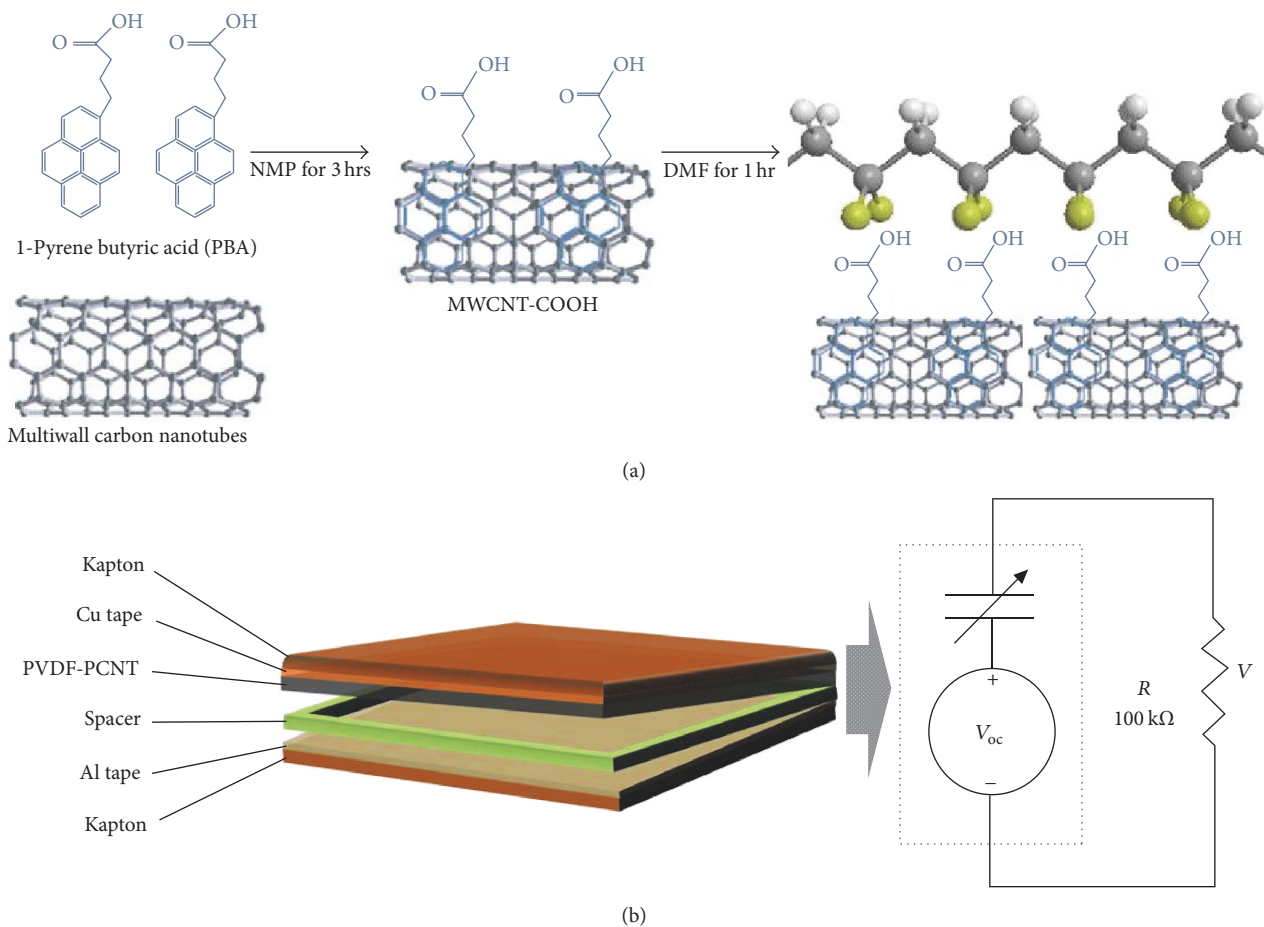 OH
O
OH
O
1-Pyrene butyric acid (PBA)
Multiwall carbon nanotubes
NMP for 3 hrs
OH
O
OH
O
MWCNT-COOH
DMF for 1 hr
OH
O
OH
O
OH
O
OH
O
(a)
Kapton
Cu tape
PVDF-PCNT
Spacer
Al tape
Kapton
+
Voc
−
R
100 kΩ
V
(b)